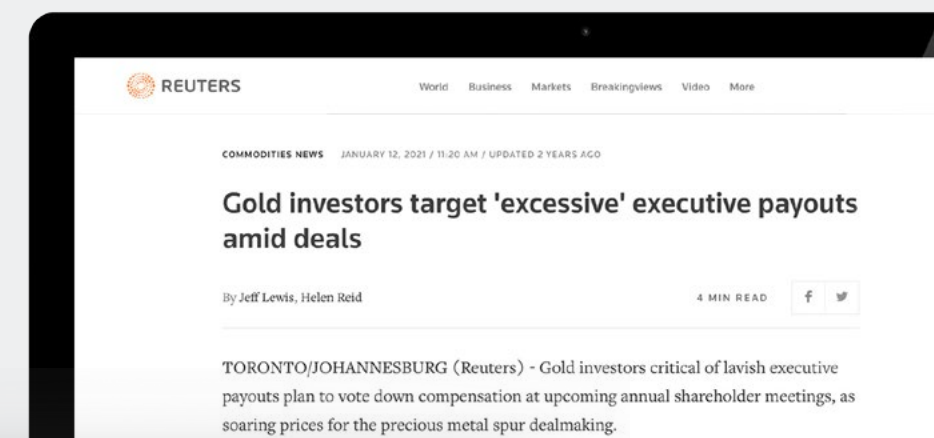 REUTERS
World Business Markets Breakingviews Video More
COMMODITIES NEWS JANUARY 12, 2021 / 11:20 AM / UPDATED 2 YEARS AGO
Gold investors target 'excessive' executive payouts
amid deals
By Jeff Lewis, Helen Reid 4 MIN READ
TORONTO/JOHANNESBURG (Reuters) - Gold investors critical of lavish executive
payouts plan to vote down compensation at upcoming annual shareholder meetings, as
soaring prices for the precious metal spur dealmaking.